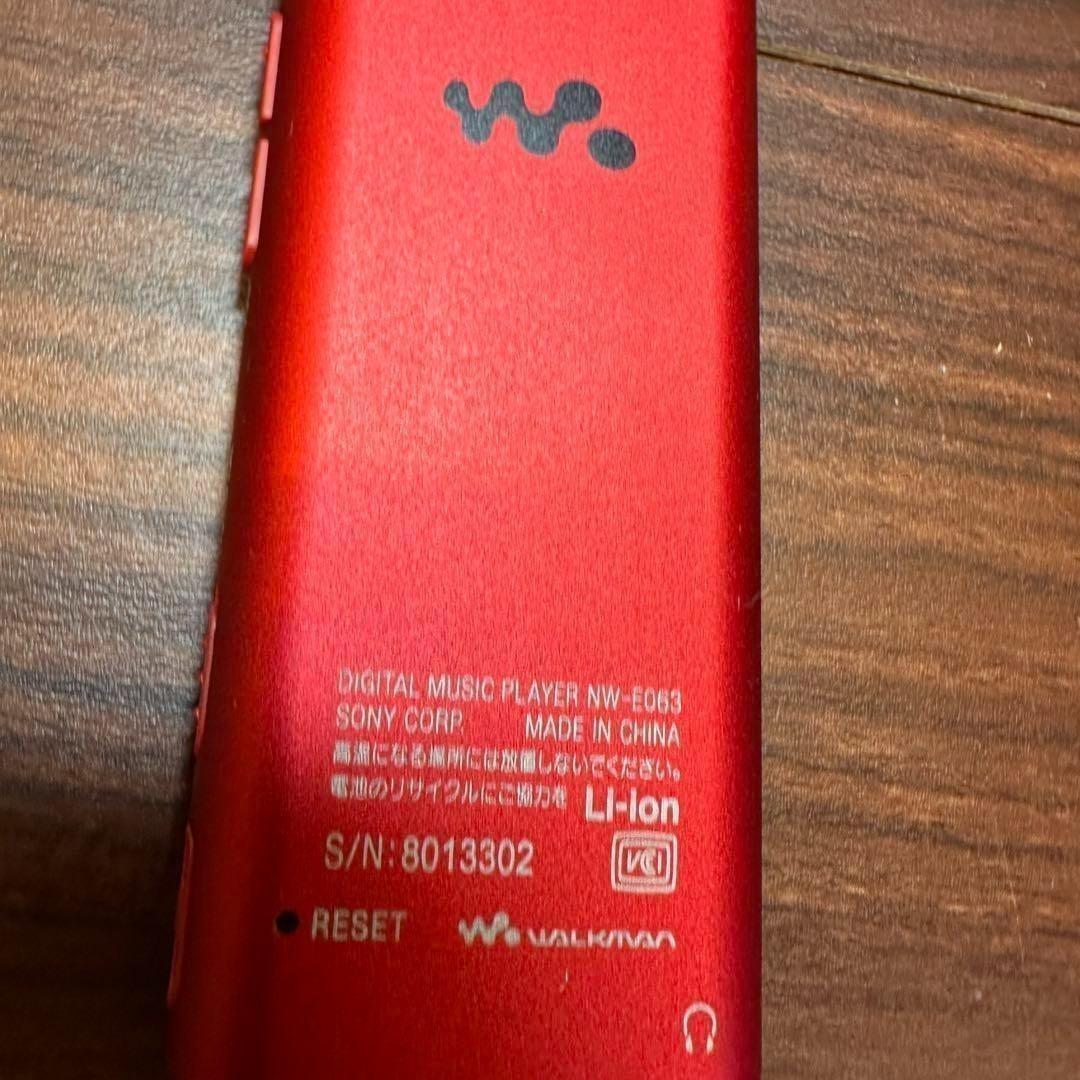 DIGITAL MUSIC PLAYER NW-E063
SONY CORP. MADE IN CHINA
高温になる場所には放置しないでください。
電池のリサイクルにご協力を Li-ion
S/N: 8013302
VCI
RESET WALKMAN